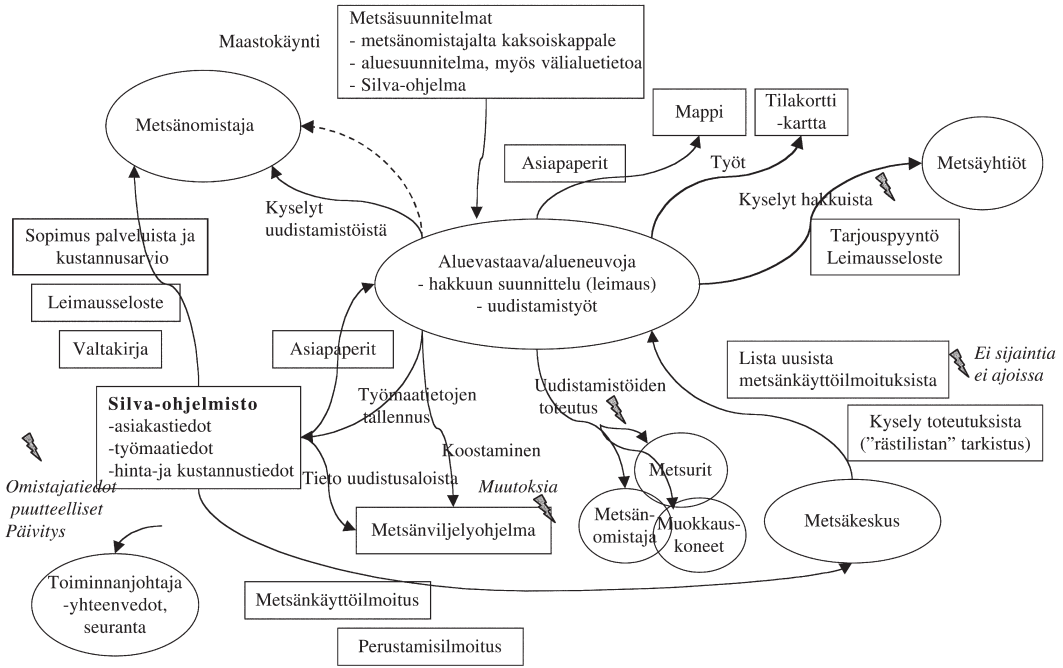 Metsäsuunnitelmat
- metsänomistajalta kaksoiskappale
- aluesuunnitelma, myös välialuetietoa
- Silva-ohjelma
Maastokäynti
Metsänomistaja
Mappi
Tilakortti
-kartta
Asiapaperit
Työt
Metsäyhtiöt
Kyselyt hakkuista
Kyselyt
uudistamistöistä
Sopimus palveluista ja
kustannusarvio
Tarjouspyyntö
Leimausseloste
Aluevastaava/alueneuvoja
- hakkuun suunnittelu (leimaus)
- uudistamistyöt
Leimausseloste
Valtakirja
Asiapaperit
Lista uusista
metsänkäyttöilmoituksista
Ei sijaintia
ei ajoissa
Uudistamistöiden
toteutus
Työmaatietojen
tallennus
Silva-ohjelmisto
-asiakastiedot
-työmaatiedot
-hinta-ja kustannustiedot
Kysely toteutuksista
("rästilistan" tarkistus)
Koostaminen
Metsurit
Tieto uudistusaloista
Muutoksia
Omistajatiedot
puutteelliset
Päivitys
Metsänviljelyohjelma
Metsän-
omistaja
Muokkaus-
koneet
Metsäkeskus
Toiminnanjohtaja
-yhteenvedot,
seuranta
Metsänkäyttöilmoitus
Perustamisilmoitus